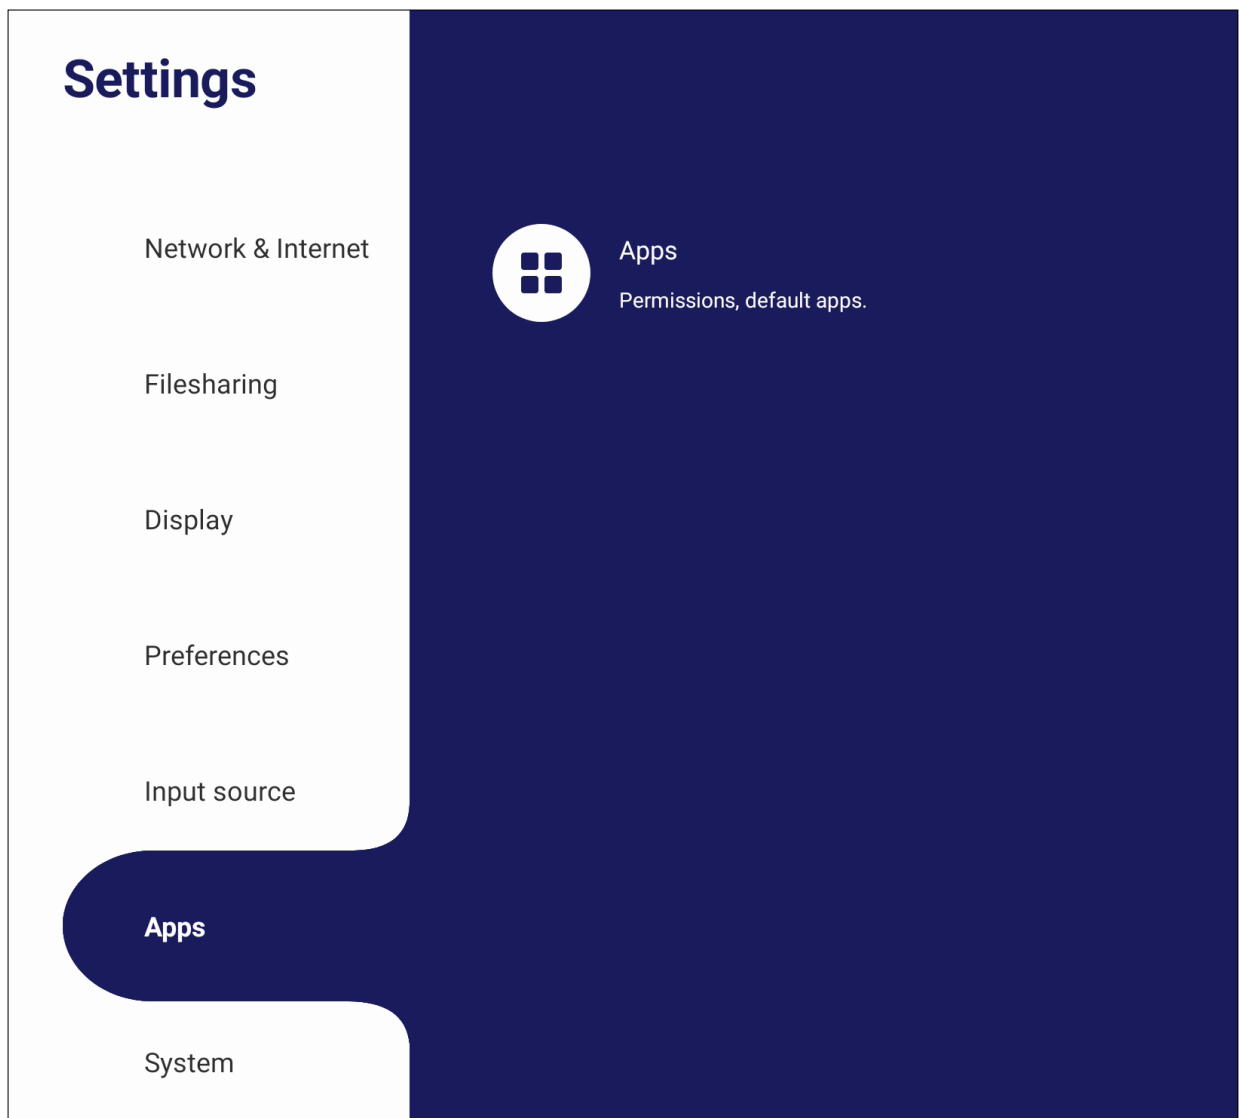 Settings
Network & Internet
Filesharing
Display
Preferences
Input source
Apps
System
Apps
Permissions, default apps.